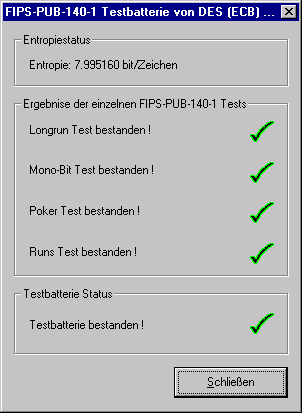 FIPS-PUB-140-1 Testbatterie von DES (ECB) ...
Entropiestatus
Entropie: 7.995160 bit/Zeichen
Ergebnisse der einzelnen FIPS-PUB-140-1 Tests
Longrun Test bestanden !
Mono-Bit Test bestanden !
Poker Test bestanden !
Runs Test bestanden !
Testbatterie Status
Testbatterie bestanden !
Schließen